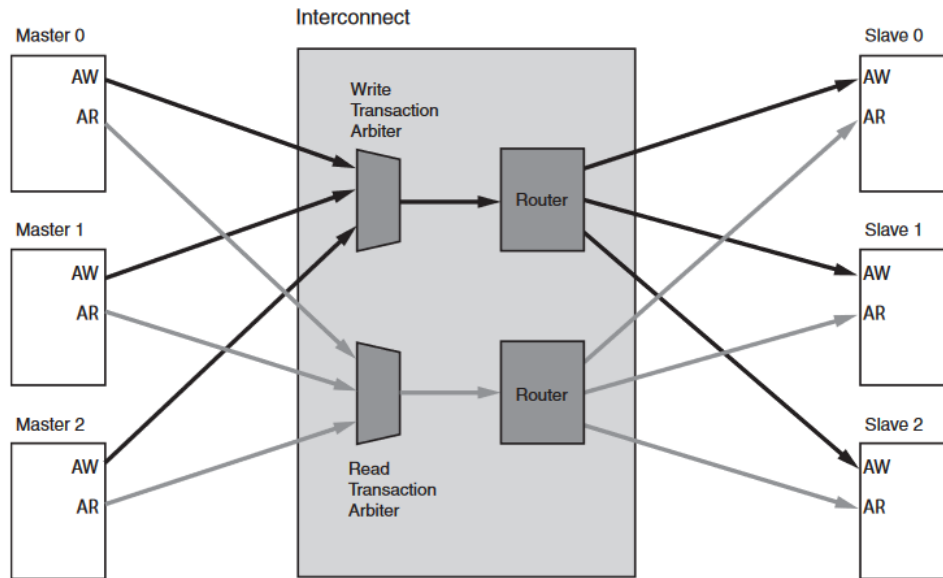 Interconnect
Master 0
AW
AR
Master 1
AW
AR
Master 2
AW
AR
Write
Transaction
Arbiter
Router
Read
Transaction
Arbiter
Router
Slave 0
AW
AR
Slave 1
AW
AR
Slave 2
AW
AR